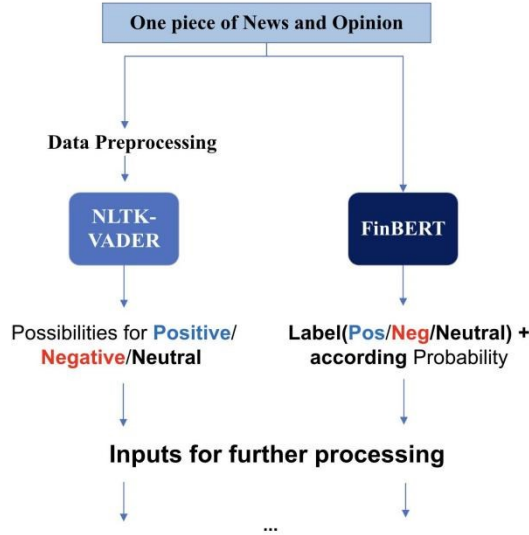 One piece of News and Opinion
Data Preprocessing
NLTK-
VADER
FinBERT
Possibilities for Positive/
Negative/Neutral
Label(Pos/Neg/Neutral) +
according Probability
Inputs for further processing
...